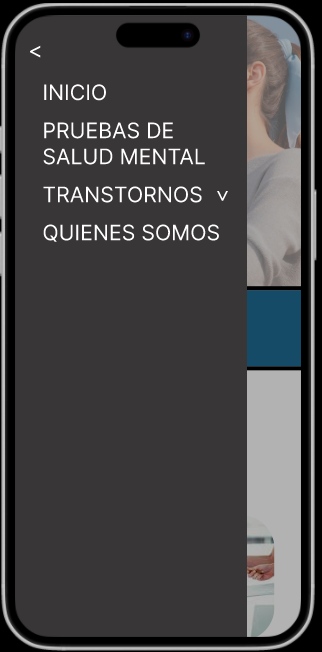 <
INICIO
PRUEBAS DE
SALUD MENTAL
TRANSTORNOS v
QUIENES SOMOS